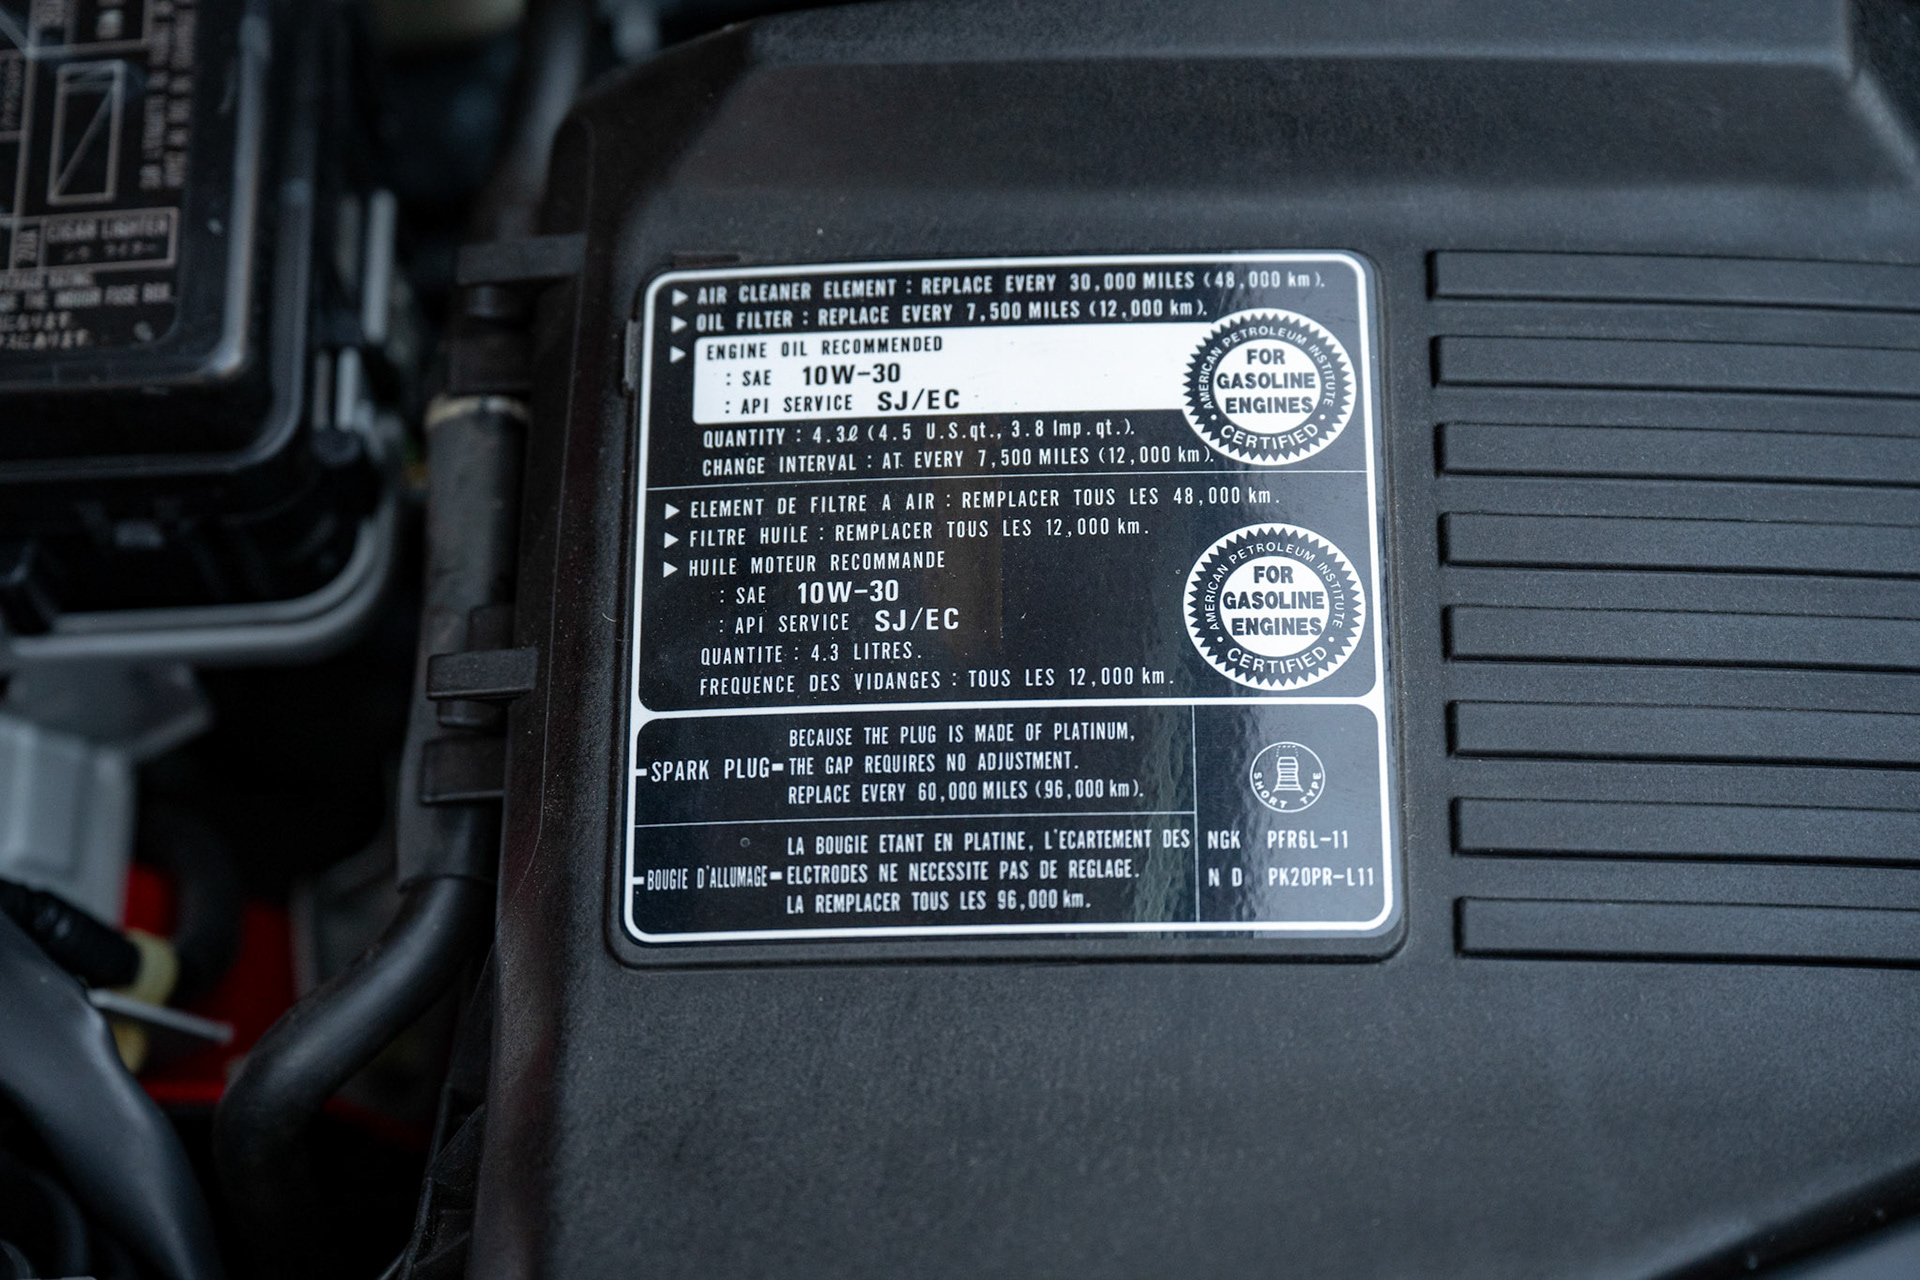 CIGAR LIGHTER
THE INDOOR FUSE BOX.
▶ AIR CLEANER ELEMENT : REPLACE EVERY 30,000 MILES (48,000 km).
▶ OIL FILTER : REPLACE EVERY 7,500 MILES (12,000 km).
▶ ENGINE OIL RECOMMENDED
: SAE 10W-30
: API SERVICE SJ/EC
QUANTITY : 4.3ℓ (4.5 U.S.qt., 3.8 Imp.qt.).
CHANGE INTERVAL : AT EVERY 7,500 MILES (12,000 km).
AMERICAN PETROLEUM INSTITUTE
FOR
GASOLINE
ENGINES
• CERTIFIED •
▶ ELEMENT DE FILTRE A AIR : REMPLACER TOUS LES 48,000 km.
▶ FILTRE HUILE : REMPLACER TOUS LES 12,000 km.
▶ HUILE MOTEUR RECOMMANDE
: SAE 10W-30
: API SERVICE SJ/EC
QUANTITE : 4.3 LITRES.
FREQUENCE DES VIDANGES : TOUS LES 12,000 km.
AMERICAN PETROLEUM INSTITUTE
FOR
GASOLINE
ENGINES
• CERTIFIED •
SPARK PLUG
BECAUSE THE PLUG IS MADE OF PLATINUM,
THE GAP REQUIRES NO ADJUSTMENT.
REPLACE EVERY 60,000 MILES (96,000 km).
SHORT TYPE
BOUGIE D'ALLUMAGE
LA BOUGIE ETANT EN PLATINE, L'ECARTEMENT DES
ELCTRODES NE NECESSITE PAS DE REGLAGE.
LA REMPLACER TOUS LES 96,000 km.
NGK PFR6L-11
N D PK20PR-L11